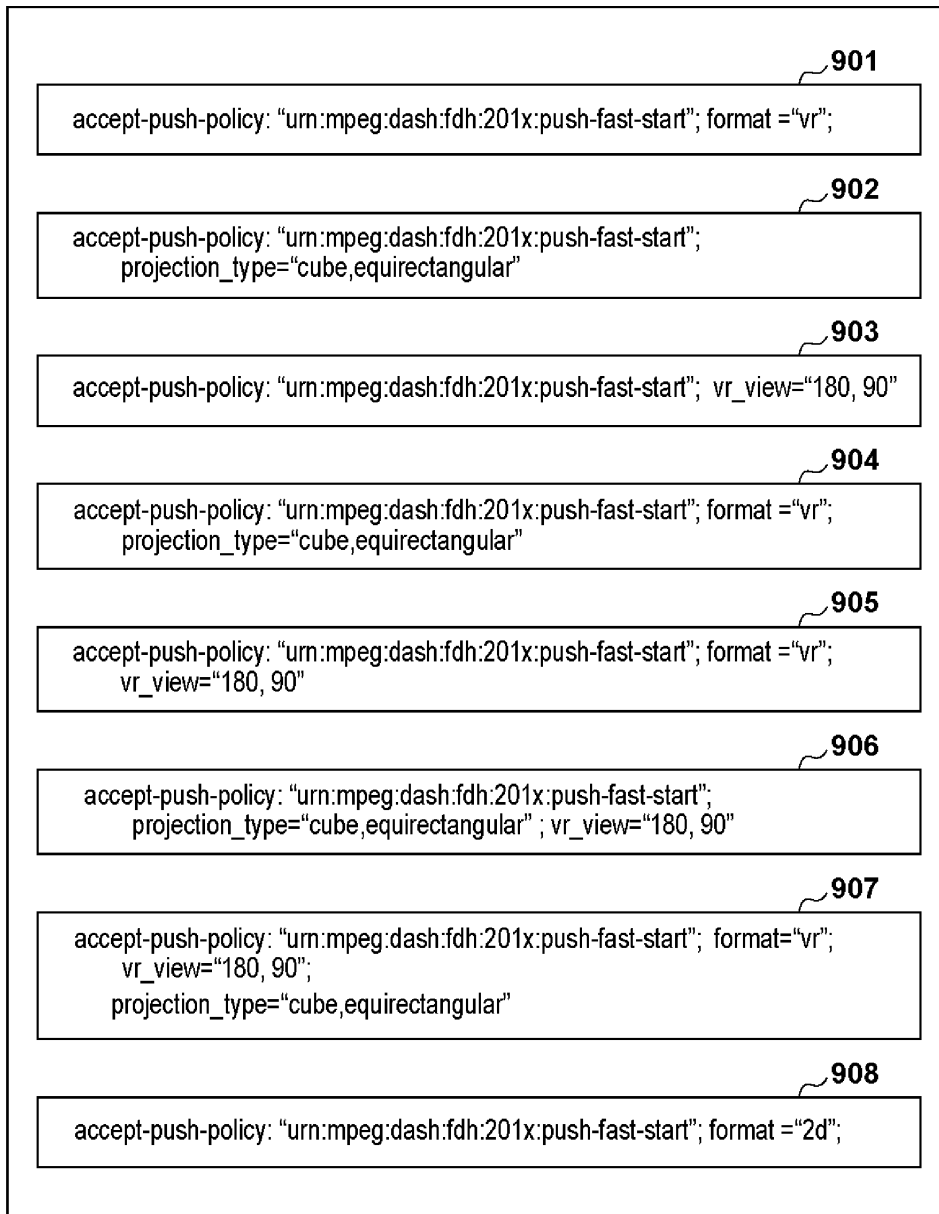 901
accept-push-policy: “urn:mpeg:dash:fdh:201x:push-fast-start”; format =“vr”;
902
accept-push-policy: “urn:mpeg:dash:fdh:201x:push-fast-start”;
projection_type=“cube,equirectangular”
903
accept-push-policy: “urn:mpeg:dash:fdh:201x:push-fast-start”; vr_view=“180, 90”
904
accept-push-policy: “urn:mpeg:dash:fdh:201x:push-fast-start”; format =“vr”;
projection_type=“cube,equirectangular”
905
accept-push-policy: “urn:mpeg:dash:fdh:201x:push-fast-start”; format =“vr”;
vr_view=“180, 90”
906
accept-push-policy: “urn:mpeg:dash:fdh:201x:push-fast-start”;
projection_type=“cube,equirectangular” ; vr_view=“180, 90”
907
accept-push-policy: “urn:mpeg:dash:fdh:201x:push-fast-start”; format=“vr”;
vr_view=“180, 90”;
projection_type=“cube,equirectangular”
908
accept-push-policy: “urn:mpeg:dash:fdh:201x:push-fast-start”; format =“2d”;